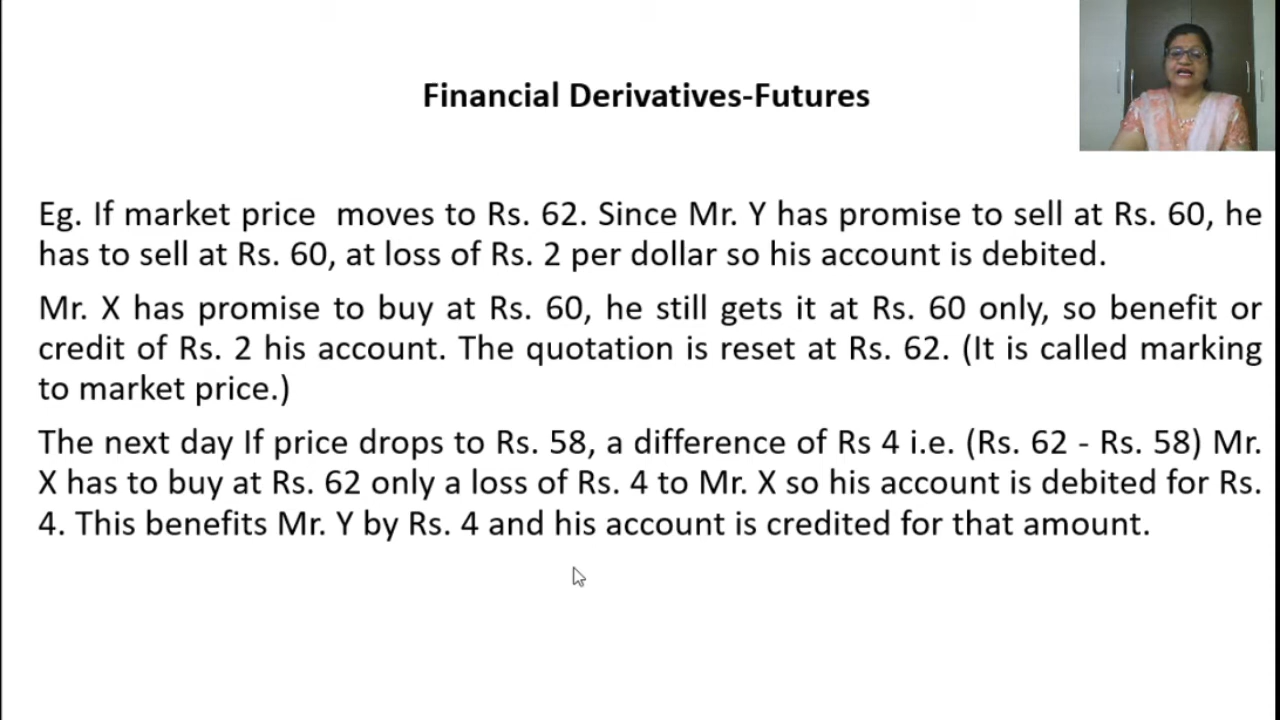 Financial Derivatives-Futures
Eg. If market price  moves to Rs. 62. Since Mr. Y has promise to sell at Rs. 60, he
has to sell at Rs. 60, at loss of Rs. 2 per dollar so his account is debited.
Mr. X has promise to buy at Rs. 60, he still gets it at Rs. 60 only, so benefit or
credit of Rs. 2 his account. The quotation is reset at Rs. 62. (It is called marking
to market price.)
The next day If price drops to Rs. 58, a difference of Rs 4 i.e. (Rs. 62 - Rs. 58) Mr.
X has to buy at Rs. 62 only a loss of Rs. 4 to Mr. X so his account is debited for Rs.
4. This benefits Mr. Y by Rs. 4 and his account is credited for that amount.